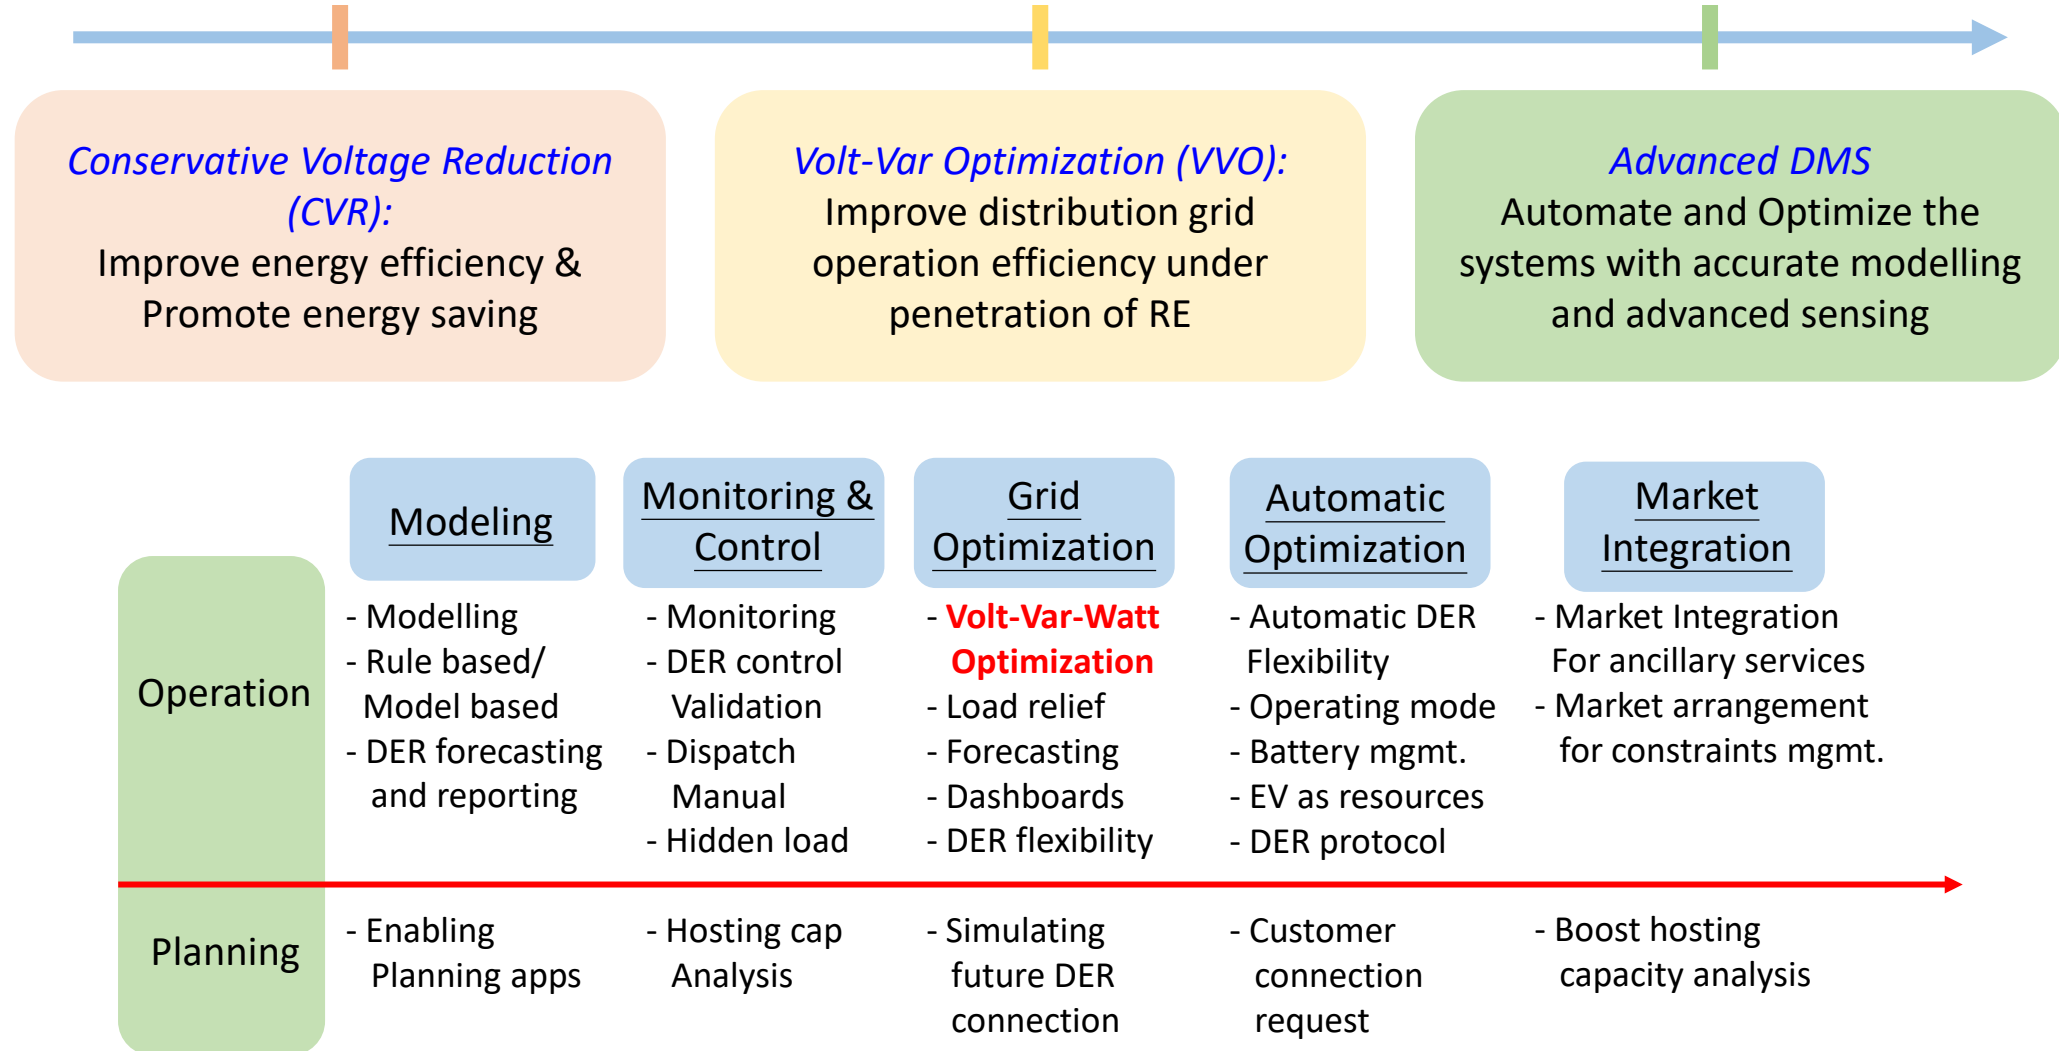 Conservative Voltage Reduction
(CVR):
Improve energy efficiency &
Promote energy saving
Volt-Var Optimization (VVO):
Improve distribution grid
operation efficiency under
penetration of RE
Advanced DMS
Automate and Optimize the
systems with accurate modelling
and advanced sensing
Modeling
Monitoring &
Control
Grid
Optimization
Automatic
Optimization
Market
Integration
Operation
- Modelling
- Rule based/
Model based
- DER forecasting
and reporting
- Monitoring
- DER control
Validation
- Dispatch
Manual
- Hidden load
- Volt-Var-Watt
Optimization
- Load relief
- Forecasting
- Dashboards
- DER flexibility
- Automatic DER
Flexibility
- Operating mode
- Battery mgmt.
- EV as resources
- DER protocol
- Market Integration
For ancillary services
- Market arrangement
for constraints mgmt.
Planning
- Enabling
Planning apps
- Hosting cap
Analysis
- Simulating
future DER
connection
- Customer
connection
request
- Boost hosting
capacity analysis